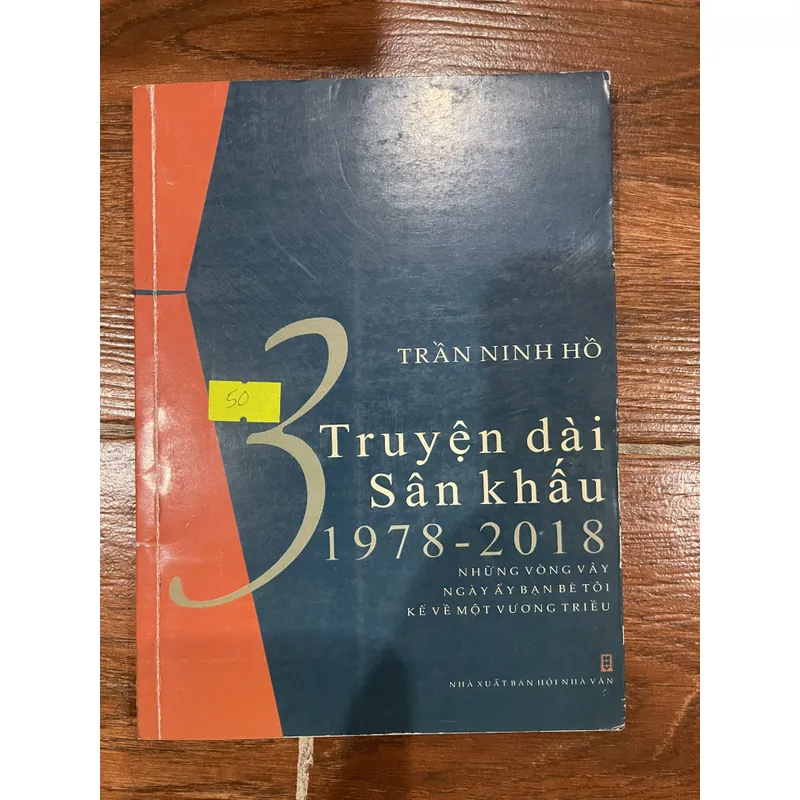 TRẦN NINH HỒ
50
3
Truyện dài
Sân khấu
1978-2018
NHỮNG VÒNG VÂY
NGÀY ẤY BẠN BÈ TÔI
KỂ VỀ MỘT VƯƠNG TRIỀU
NHÀ XUẤT BẢN HỘI NHÀ VĂN